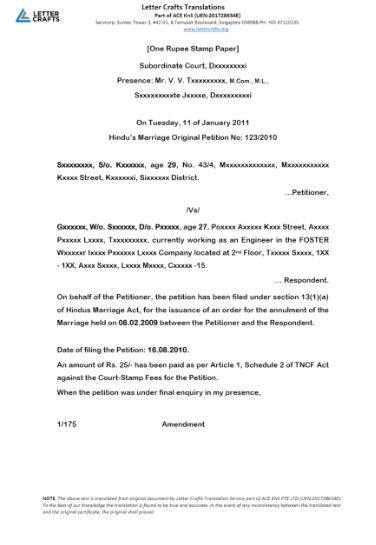 LETTER
CRAFTS
Letter Crafts Translations
Part of ACE KnS [UEN:201728694E]
Servcorp, Suntec Tower 3, #42-01, 8 Temasek Boulevard, Singapore 038988 PH: +65 87110105
www.lettercrafts.org
[One Rupee Stamp Paper]
Subordinate Court, Dxxxxxxxxi
Presence: Mr. V. V. Txxxxxxxxx, M.Com., M.L.,
Sxxxxxxxxxte Jxxxxe, Dxxxxxxxxxxi
On Tuesday, 11 of January 2011
Hindu's Marriage Original Petition No: 123/2010
Sxxxxxxxx, S/o. Kxxxxxxx, age 29, No. 43/4, Mxxxxxxxxxxxxx, Mxxxxxxxxxxx
Kxxxx Street, Kxxxxxxxi, Sixxxxxx District.
...Petitioner,
/Vs/
Gxxxxxxx, W/o. Sxxxxxxx, D/o. Pxxxxx, age 27, Poxxxx Axxxxx Kxxx Street, Axxxx
Pxxxxx Lxxxx, Txxxxxxxxxx, currently working as an Engineer in the FOSTER
Wxxxxxr Ixxxx Pxxxxxx Lxxxx Company located at 2nd Floor, Txxxxx Sxxxx, 1XX
- 1XX, Axxx Sxxxx, Lxxxx Mxxxx, Cxxxxx -15.
... Respondent.
On behalf of the Petitioner, the petition has been filed under section 13(1)(a)
of Hindus Marriage Act, for the issuance of an order for the annulment of the
Marriage held on 08.02.2009 between the Petitioner and the Respondent.
Date of filing the Petition: 16.08.2010.
An amount of Rs. 25/- has been paid as per Article 1, Schedule 2 of TNCF Act
against the Court-Stamp Fees for the Petition.
When the petition was under final enquiry in my presence,
1/175 Amendment
NOTE: The above text is translated from original document by Letter Crafts Translation Service part of ACE KNS PTE LTD (UEN:201728694E).
To the best of our knowledge the translation is found to be true and accurate. In the event of any inconsistency between the translated text
and the original certificate, the original shall prevail.